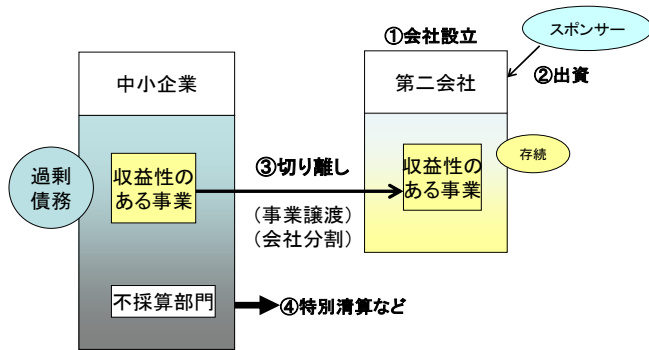 ①会社設立
スポンサー
②出資
中小企業
第二会社
過剰
債務
収益性の
ある事業
③切り離し
(事業譲渡)
(会社分割)
収益性の
ある事業
存続
不採算部門
④特別清算など